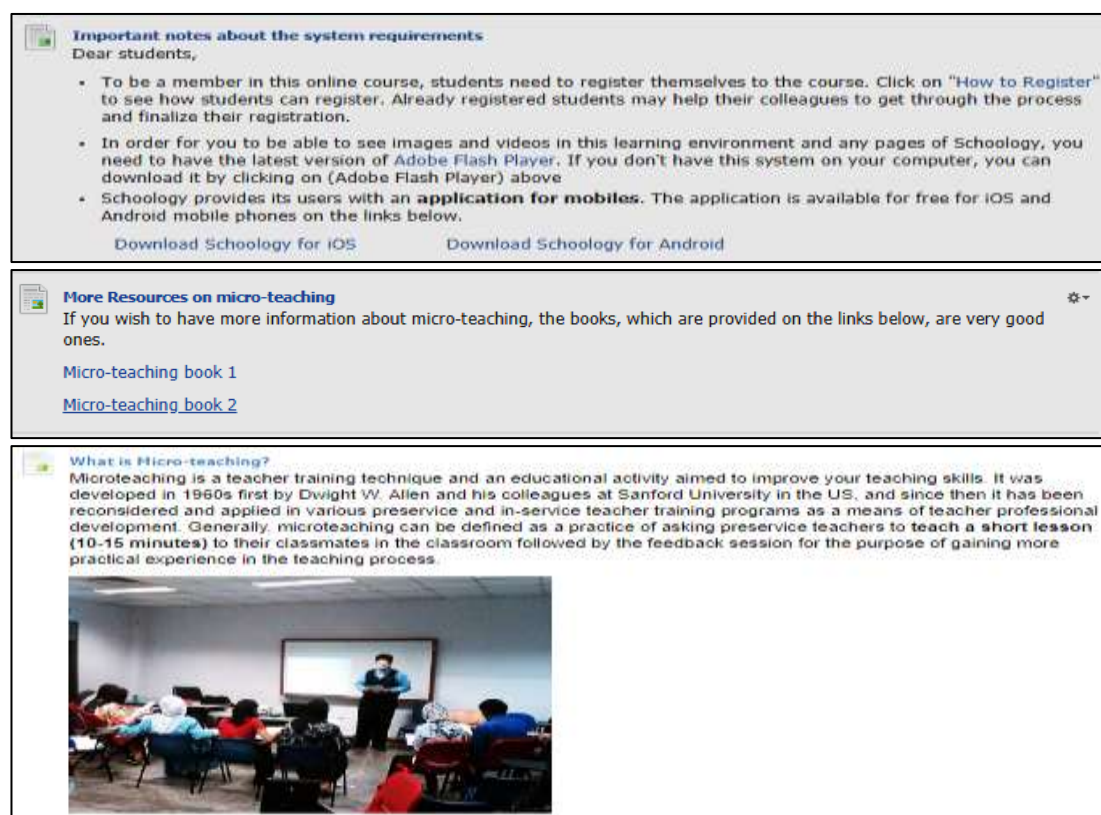 Important notes about the system requirements
Dear students,
• To be a member in this online course, students need to register themselves to the course. Click on "How to Register"
to see how students can register. Already registered students may help their colleagues to get through the process
and finalize their registration.
• In order for you to be able to see images and videos in this learning environment and any pages of Schoology, you
need to have the latest version of Adobe Flash Player. If you don't have this system on your computer, you can
download it by clicking on (Adobe Flash Player) above
• Schoology provides its users with an application for mobiles. The application is available for free for iOS and
Android mobile phones on the links below.
Download Schoology for iOS Download Schoology for Android
More Resources on micro-teaching
If you wish to have more information about micro-teaching, the books, which are provided on the links below, are very good
ones.
Micro-teaching book 1
Micro-teaching book 2
What is Micro-teaching?
Microteaching is a teacher training technique and an educational activity aimed to improve your teaching skills. It was
developed in 1960s first by Dwight W. Allen and his colleagues at Sanford University in the US, and since then it has been
reconsidered and applied in various preservice and in-service teacher training programs as a means of teacher professional
development. Generally, microteaching can be defined as a practice of asking preservice teachers to teach a short lesson
(10-15 minutes) to their classmates in the classroom followed by the feedback session for the purpose of gaining more
practical experience in the teaching process.